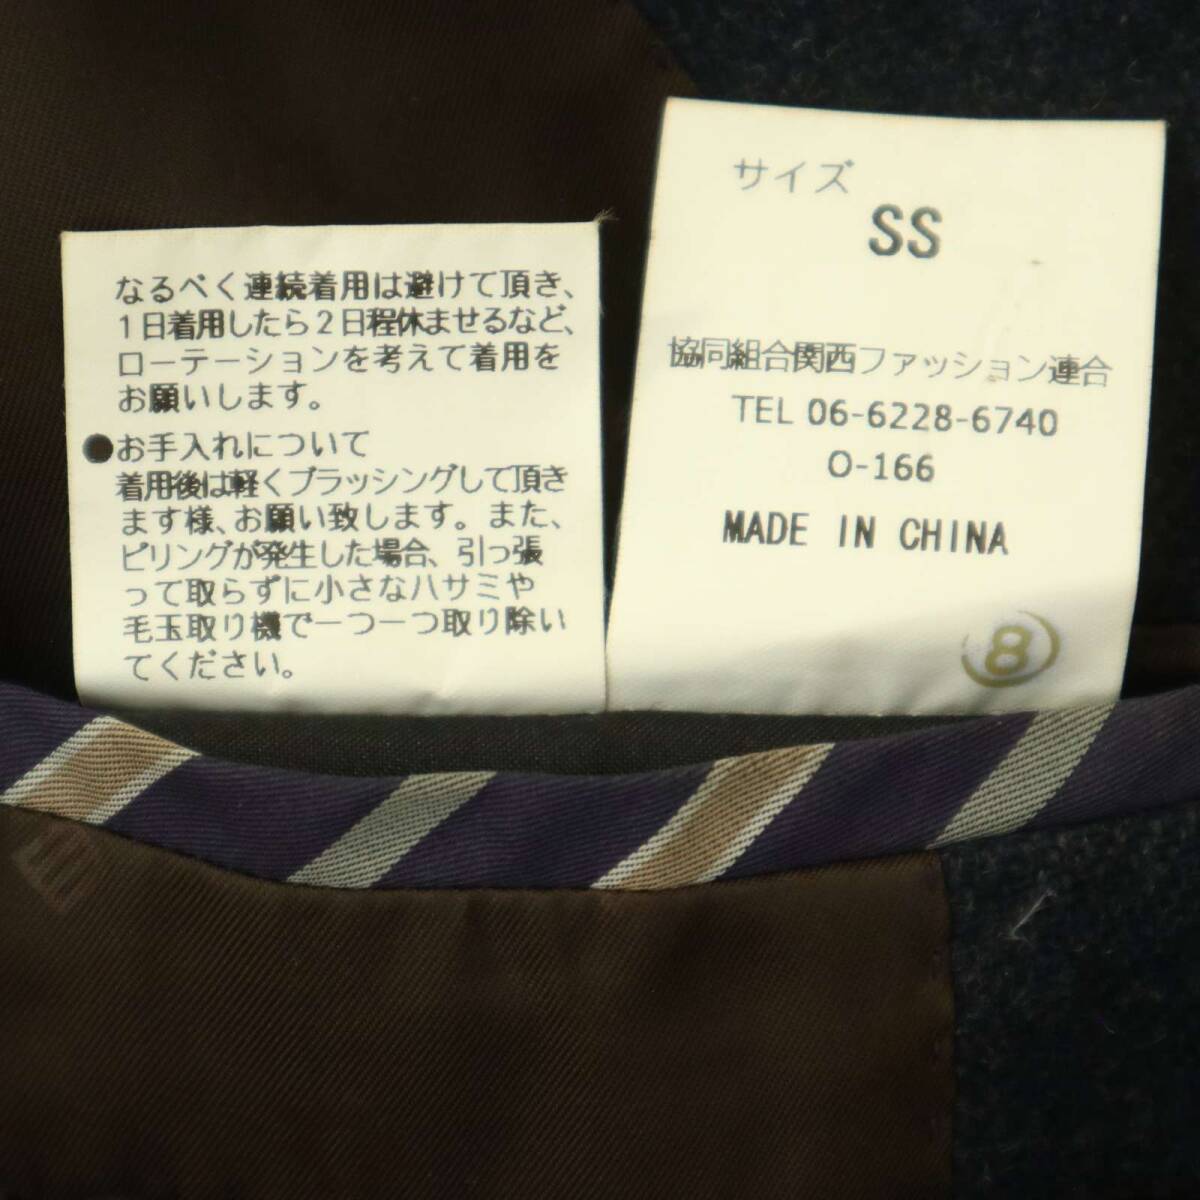 なるべく連続着用は避けて頂き、
1日着用したら2日程休ませるなど、
ローテーションを考えて着用を
お願いします。
●お手入れについて
着用後は軽くブラッシングして頂き
ます様、お願い致します。また、
ピリングが発生した場合、引っ張
って取らずに小さなハサミや
毛玉取り機で一つ一つ取り除い
てください。
サイズ
SS
協同組合関西ファッション連合
TEL 06-6228-6740
O-166
MADE IN CHINA
8